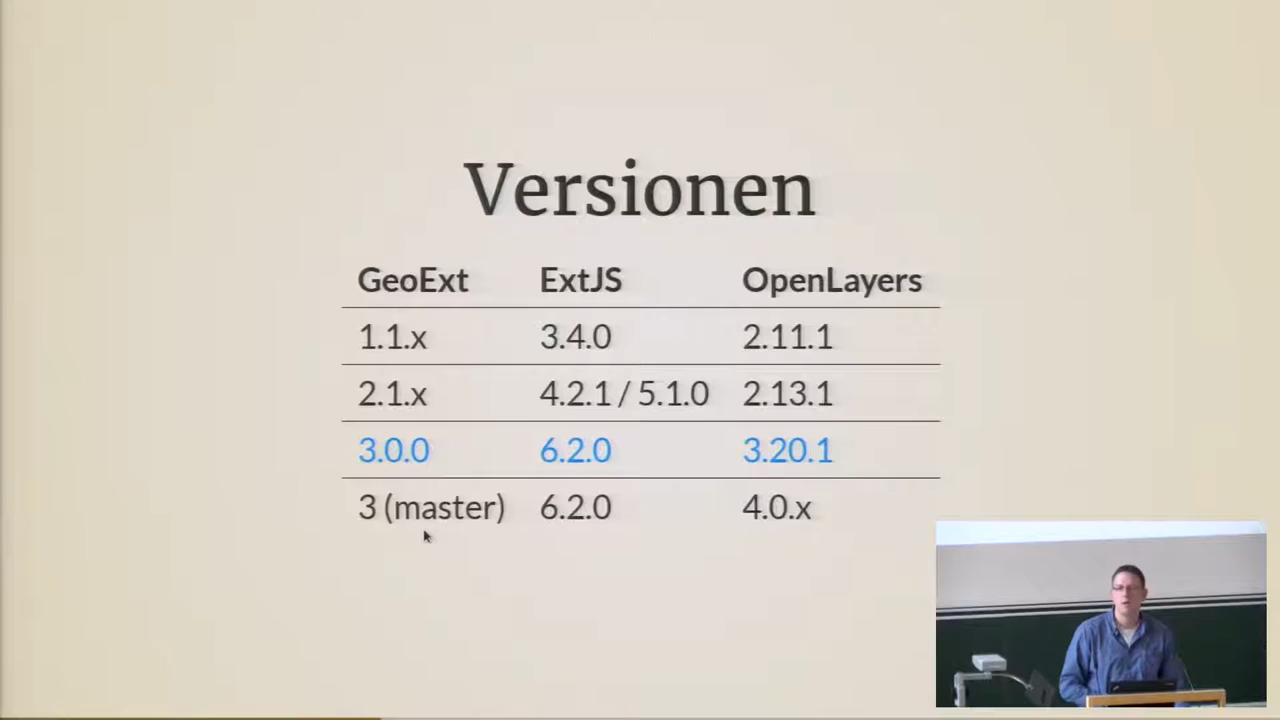 Versionen
GeoExt ExtJS OpenLayers
1.1.x 3.4.0 2.11.1
2.1.x 4.2.1 / 5.1.0 2.13.1
3.0.0 6.2.0 3.20.1
3 (master) 6.2.0 4.0.x